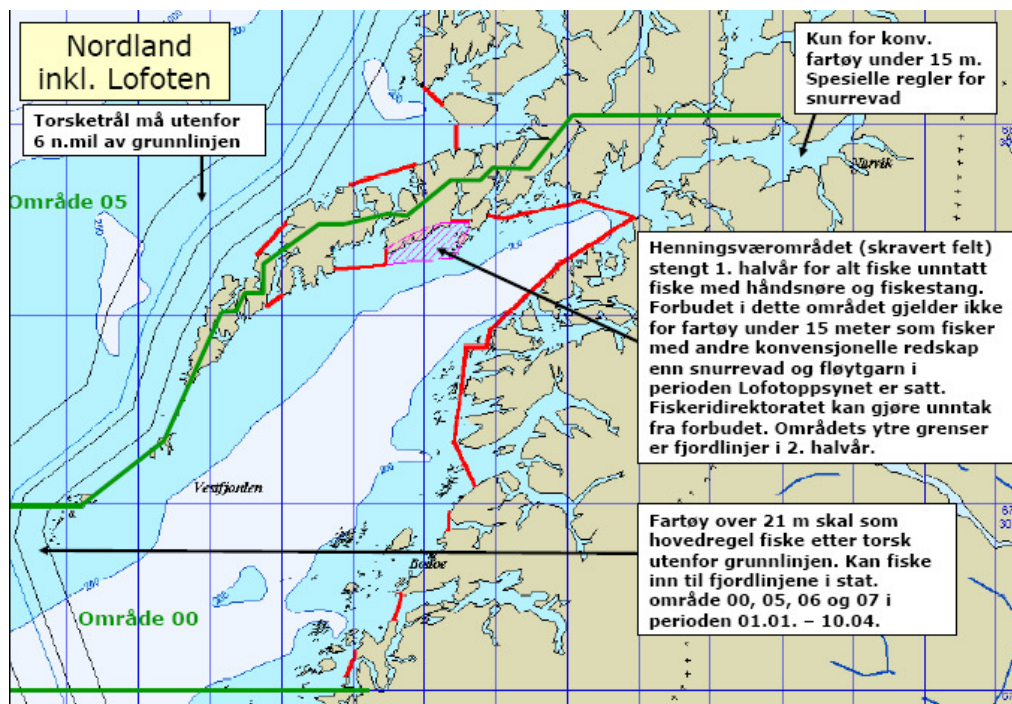 Nordland
inkl. Lofoten
Torsketrål må utenfor
6 n.mil av grunnlinjen
Kun for konv.
fartøy under 15 m.
Spesielle regler for
snurrevad
Narvik
Område 05
Henningsværområdet (skravert felt)
stengt 1. halvår for alt fiske unntatt
fiske med håndsnøre og fiskestang.
Forbudet i dette området gjelder ikke
for fartøy under 15 meter som fisker
med andre konvensjonelle redskap
enn snurrevad og fløytgarn i
perioden Lofotoppsynet er satt.
Fiskeridirektoratet kan gjøre unntak
fra forbudet. Områdets ytre grenser
er fjordlinjer i 2. halvår.
Vestfjorden
Fartøy over 21 m skal som
hovedregel fiske etter torsk
utenfor grunnlinjen. Kan fiske
inn til fjordlinjene i stat.
område 00, 05, 06 og 07 i
perioden 01.01. – 10.04.
Bodoe
Område 00
200
200